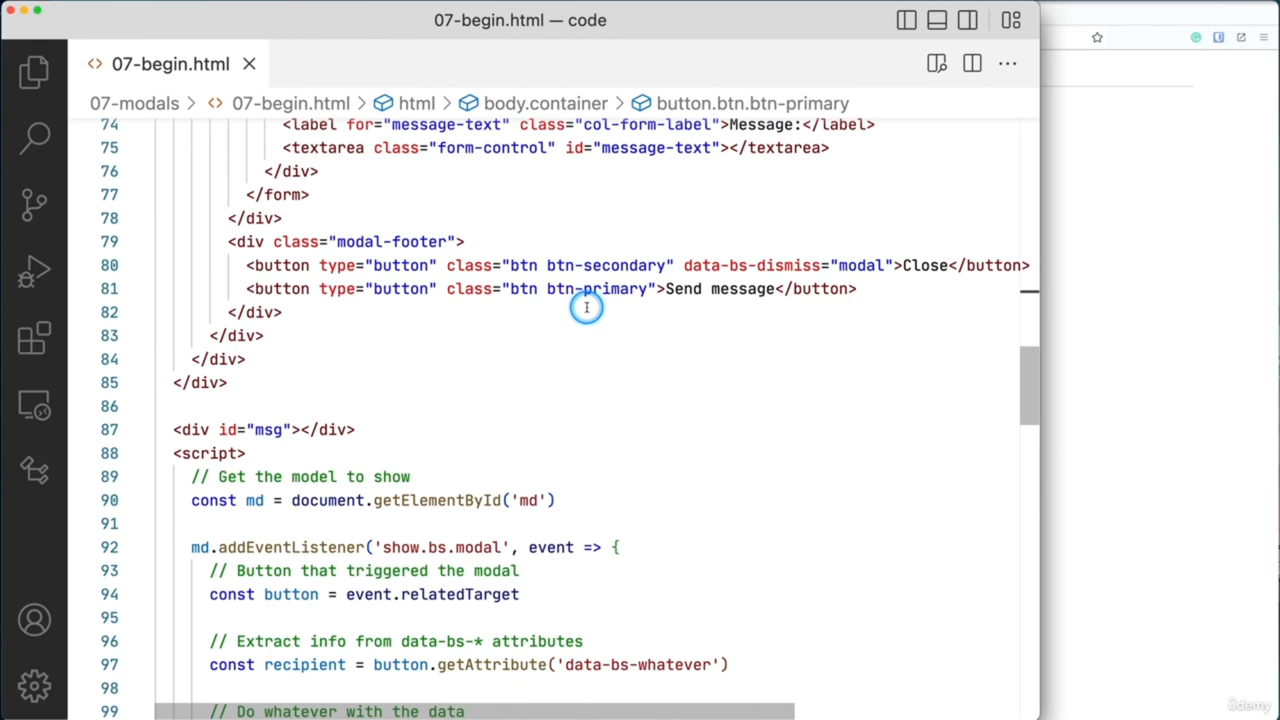 07-begin.html — code
07-begin.html
07-modals > 07-begin.html > html > body.container > button.btn.btn-primary
74 <label for="message-text" class="col-form-label">Message:</label>
75 <textarea class="form-control" id="message-text"></textarea>
76 </div>
77 </form>
78 </div>
79 <div class="modal-footer">
80 <button type="button" class="btn btn-secondary" data-bs-dismiss="modal">Close</button>
81 <button type="button" class="btn btn-primary">Send message</button>
82 </div>
83 </div>
84 </div>
85 </div>
86
87 <div id="msg"></div>
88 <script>
89 // Get the model to show
90 const md = document.getElementById('md')
91
92 md.addEventListener('show.bs.modal', event => {
93 // Button that triggered the modal
94 const button = event.relatedTarget
95
96 // Extract info from data-bs-* attributes
97 const recipient = button.getAttribute('data-bs-whatever')
98
99 // Do whatever with the data
ûdemy